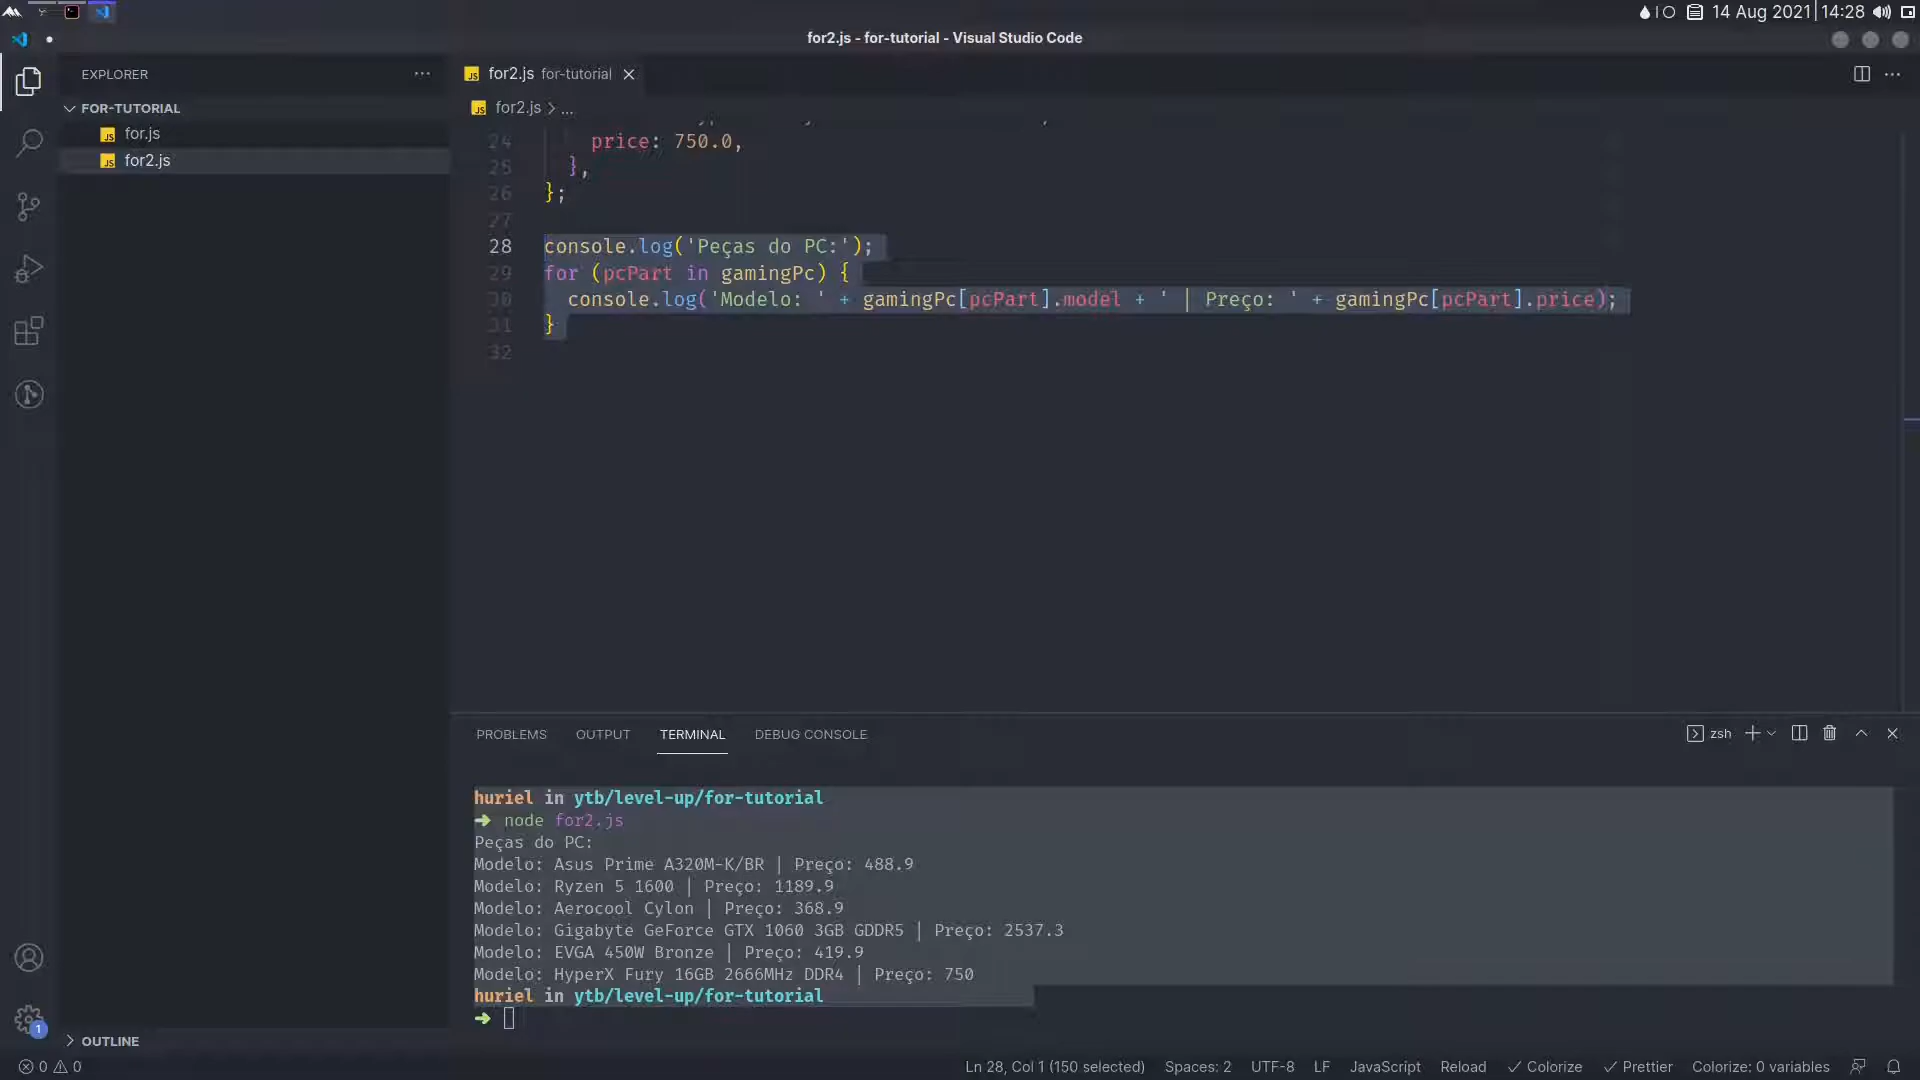 14 Aug 2021 14:28
for2.js - for-tutorial - Visual Studio Code
EXPLORER
for2.js for-tutorial
FOR-TUTORIAL
for2.js > ...
for.js
for2.js
24 price: 750.0,
25 },
26 };
27
28 console.log('Peças do PC:');
29 for (pcPart in gamingPc) {
30 console.log('Modelo: ' + gamingPc[pcPart].model + ' | Preço: ' + gamingPc[pcPart].price);
31 }
32
PROBLEMS OUTPUT TERMINAL DEBUG CONSOLE
zsh
huriel in ytb/level-up/for-tutorial
➜ node for2.js
Peças do PC:
Modelo: Asus Prime A320M-K/BR | Preço: 488.9
Modelo: Ryzen 5 1600 | Preço: 1189.9
Modelo: Aerocool Cylon | Preço: 368.9
Modelo: Gigabyte GeForce GTX 1060 3GB GDDR5 | Preço: 2537.3
Modelo: EVGA 450W Bronze | Preço: 419.9
Modelo: HyperX Fury 16GB 2666MHz DDR4 | Preço: 750
huriel in ytb/level-up/for-tutorial
➜
1
OUTLINE
0 0 Ln 28, Col 1 (150 selected) Spaces: 2 UTF-8 LF JavaScript Reload ✓ Colorize ✓ Prettier Colorize: 0 variables